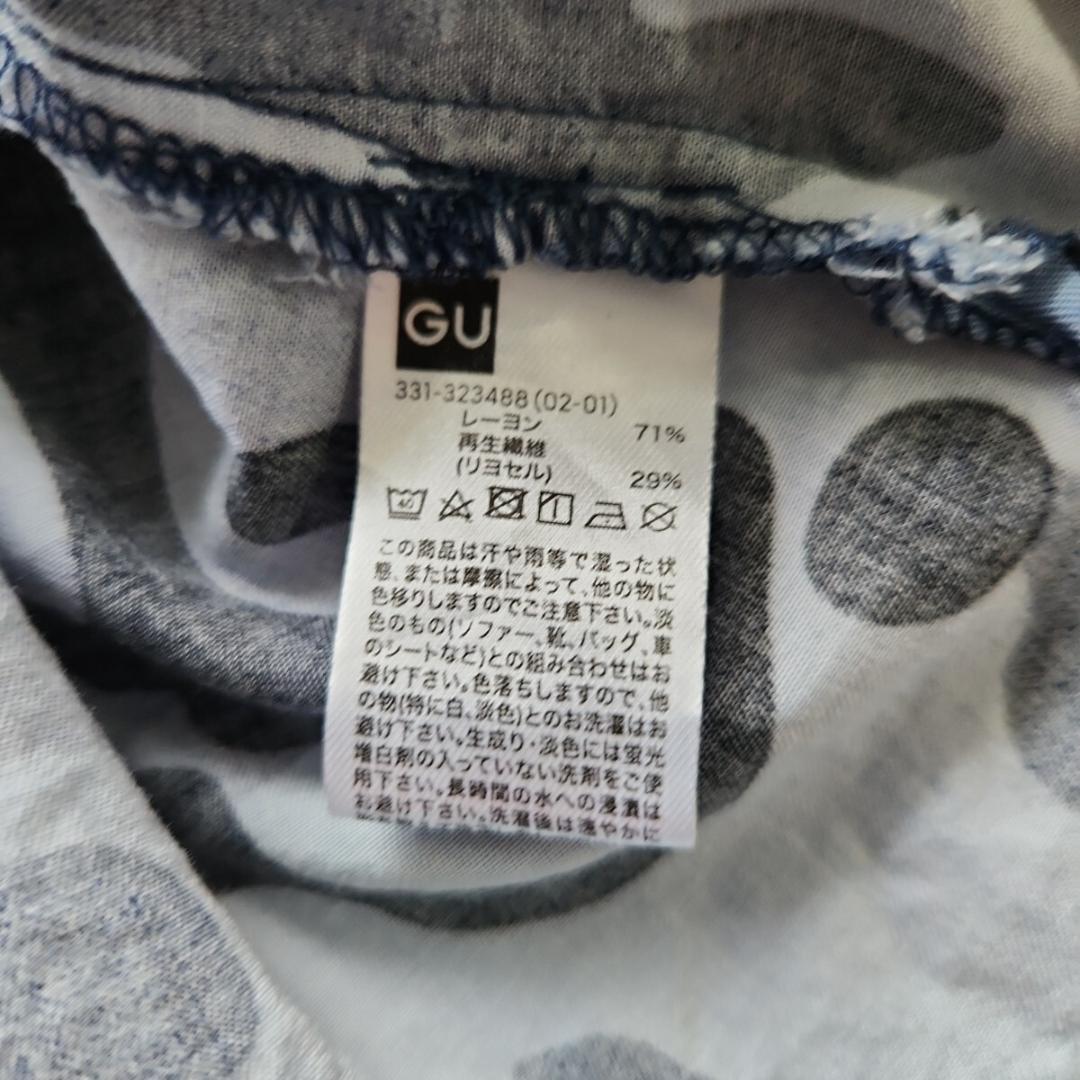 GU
331-323488(02-01)
レーヨン 71%
再生繊維
(リヨセル) 29%
40
この商品は汗や雨等で湿った状
態、または摩擦によって、他の物に
色移りしますのでご注意下さい。淡
色のもの(ソファー、靴、バッグ、車
のシートなど)との組み合わせはお
避け下さい。色落ちしますので、他
の物(特に白、淡色)とのお洗濯はお
避け下さい。生成り・淡色には蛍光
増白剤の入っていない洗剤をご使
用下さい。長時間の水への浸漬は
お避け下さい。洗濯後は速やかに